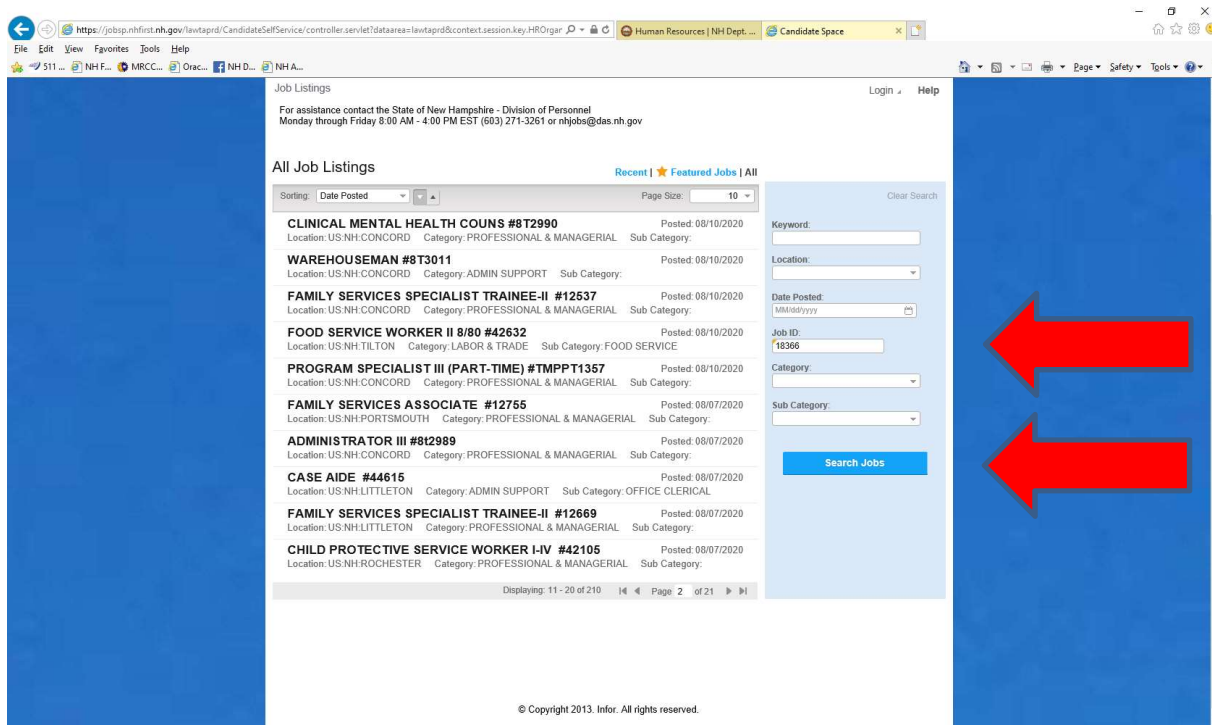 https://jobsp.nhfirst.nh.gov/lawtaprd/CandidateSelfService/controller.servlet?dataarea=lawtaprd&context.session.key.HROrgar
Human Resources | NH Dept. ...
Candidate Space
File Edit View Favorites Tools Help
511 ... NH F... MRCC... Orac... NH D... NH A...
Page Safety Tools
Job Listings
Login Help
For assistance contact the State of New Hampshire - Division of Personnel
Monday through Friday 8:00 AM - 4:00 PM EST (603) 271-3261 or nhjobs@das.nh.gov
All Job Listings
Recent | Featured Jobs | All
Sorting: Date Posted Page Size: 10
CLINICAL MENTAL HEALTH COUNS #8T2990 Posted: 08/10/2020
Location: US:NH:CONCORD Category: PROFESSIONAL & MANAGERIAL Sub Category:
WAREHOUSEMAN #8T3011 Posted: 08/10/2020
Location: US:NH:CONCORD Category: ADMIN SUPPORT Sub Category:
FAMILY SERVICES SPECIALIST TRAINEE-II #12537 Posted: 08/10/2020
Location: US:NH:CONCORD Category: PROFESSIONAL & MANAGERIAL Sub Category:
FOOD SERVICE WORKER II 8/80 #42632 Posted: 08/10/2020
Location: US:NH:TILTON Category: LABOR & TRADE Sub Category: FOOD SERVICE
PROGRAM SPECIALIST III (PART-TIME) #TMPPT1357 Posted: 08/10/2020
Location: US:NH:CONCORD Category: PROFESSIONAL & MANAGERIAL Sub Category:
FAMILY SERVICES ASSOCIATE #12755 Posted: 08/07/2020
Location: US:NH:PORTSMOUTH Category: PROFESSIONAL & MANAGERIAL Sub Category:
ADMINISTRATOR III #8t2989 Posted: 08/07/2020
Location: US:NH:CONCORD Category: PROFESSIONAL & MANAGERIAL Sub Category:
CASE AIDE #44615 Posted: 08/07/2020
Location: US:NH:LITTLETON Category: ADMIN SUPPORT Sub Category: OFFICE CLERICAL
FAMILY SERVICES SPECIALIST TRAINEE-II #12669 Posted: 08/07/2020
Location: US:NH:LITTLETON Category: PROFESSIONAL & MANAGERIAL Sub Category:
CHILD PROTECTIVE SERVICE WORKER I-IV #42105 Posted: 08/07/2020
Location: US:NH:ROCHESTER Category: PROFESSIONAL & MANAGERIAL Sub Category:
Displaying: 11 - 20 of 210 Page 2 of 21
Clear Search
Keyword:
Location:
Date Posted:
MM/dd/yyyy
Job ID:
18366
Category:
Sub Category:
Search Jobs
© Copyright 2013. Infor. All rights reserved.